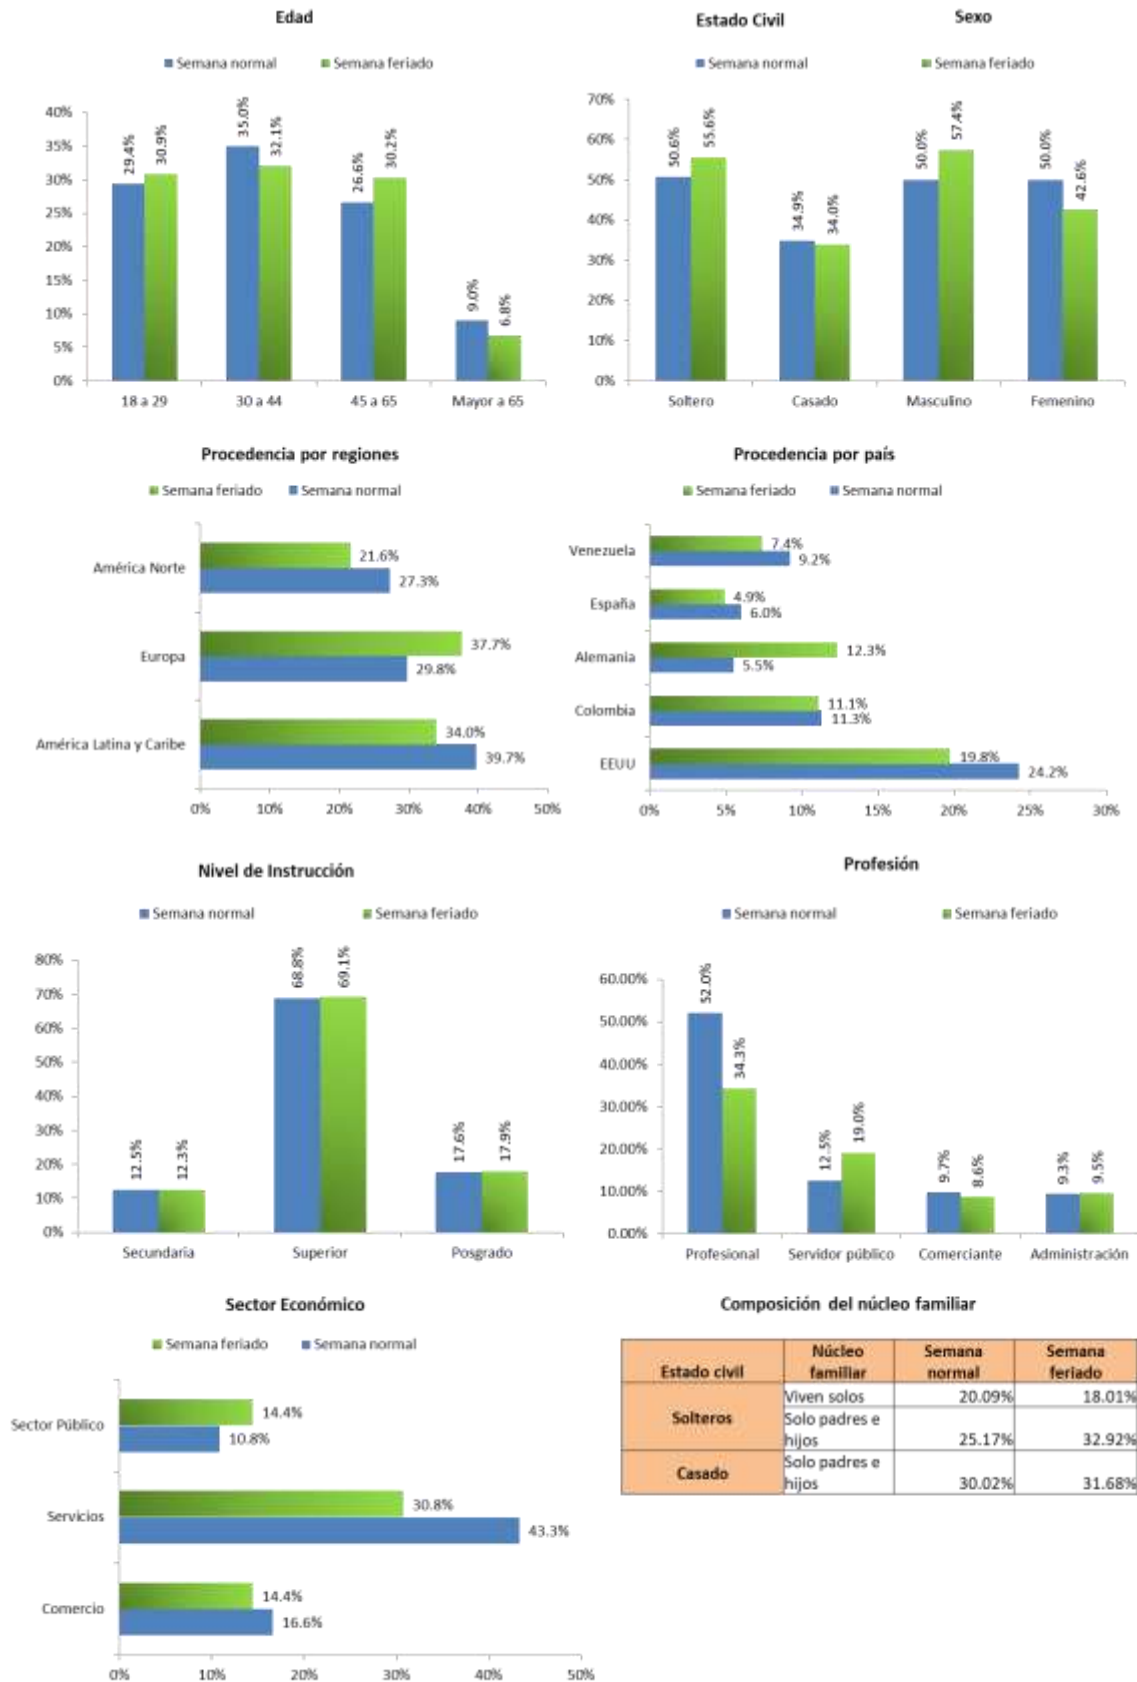 Edad
Semana normal Semana feriado
40%
35%
30%
25%
20%
15%
10%
5%
0%
29.4% 30.9% 35.0% 32.1% 26.6% 30.2% 9.0% 6.8%
18 a 29 30 a 44 45 a 65 Mayor a 65
Estado Civil Sexo
Semana normal Semana feriado
70%
60%
50%
40%
30%
20%
10%
0%
50.6% 55.6% 34.9% 34.0% 50.0% 57.4% 50.0% 42.6%
Soltero Casado Masculino Femenino
Procedencia por regiones
Semana feriado Semana normal
América Norte
21.6%
27.3%
Europa
37.7%
29.8%
América Latina y Caribe
34.0%
39.7%
0% 10% 20% 30% 40% 50%
Procedencia por país
Semana feriado Semana normal
Venezuela
7.4%
9.2%
España
4.9%
6.0%
Alemania
12.3%
5.5%
Colombia
11.1%
11.3%
EEUU
19.8%
24.2%
0% 5% 10% 15% 20% 25% 30%
Nivel de Instrucción
Semana normal Semana feriado
80%
70%
60%
50%
40%
30%
20%
10%
0%
12.5% 12.3% 68.8% 69.1% 17.6% 17.9%
Secundaria Superior Posgrado
Profesión
Semana normal Semana feriado
60.00%
50.00%
40.00%
30.00%
20.00%
10.00%
0.00%
52.0% 34.3% 12.5% 19.0% 9.7% 8.6% 9.3% 9.5%
Profesional Servidor público Comerciante Administración
Sector Económico
Semana feriado Semana normal
Sector Público
14.4%
10.8%
Servicios
30.8%
43.3%
Comercio
14.4%
16.6%
0% 10% 20% 30% 40% 50%
Composición del núcleo familiar
Estado civil Núcleo familiar Semana normal Semana feriado
Solteros Viven solos 20.09% 18.01%
Solo padres e hijos 25.17% 32.92%
Casado Solo padres e hijos 30.02% 31.68%